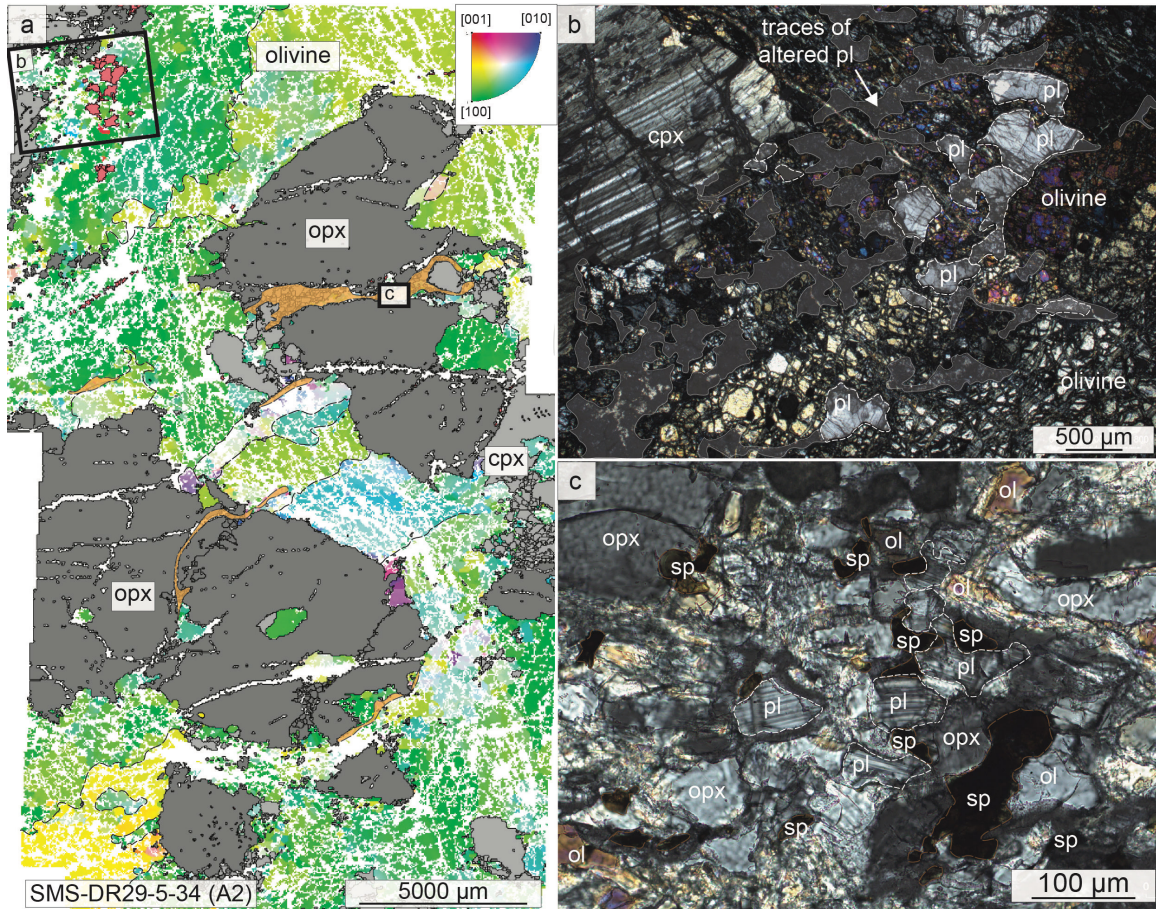 a
b
olivine
[001]
[010]
[100]
opx
c
cpx
opx
SMS-DR29-5-34 (A2)
5000 µm
b
traces of
altered pl
cpx
pl
pl
pl
pl
olivine
pl
olivine
500 µm
c
ol
opx
sp
sp
ol
ol
opx
sp
sp
pl
pl
pl
sp
opx
pl
opx
sp
ol
sp
sp
ol
100 µm